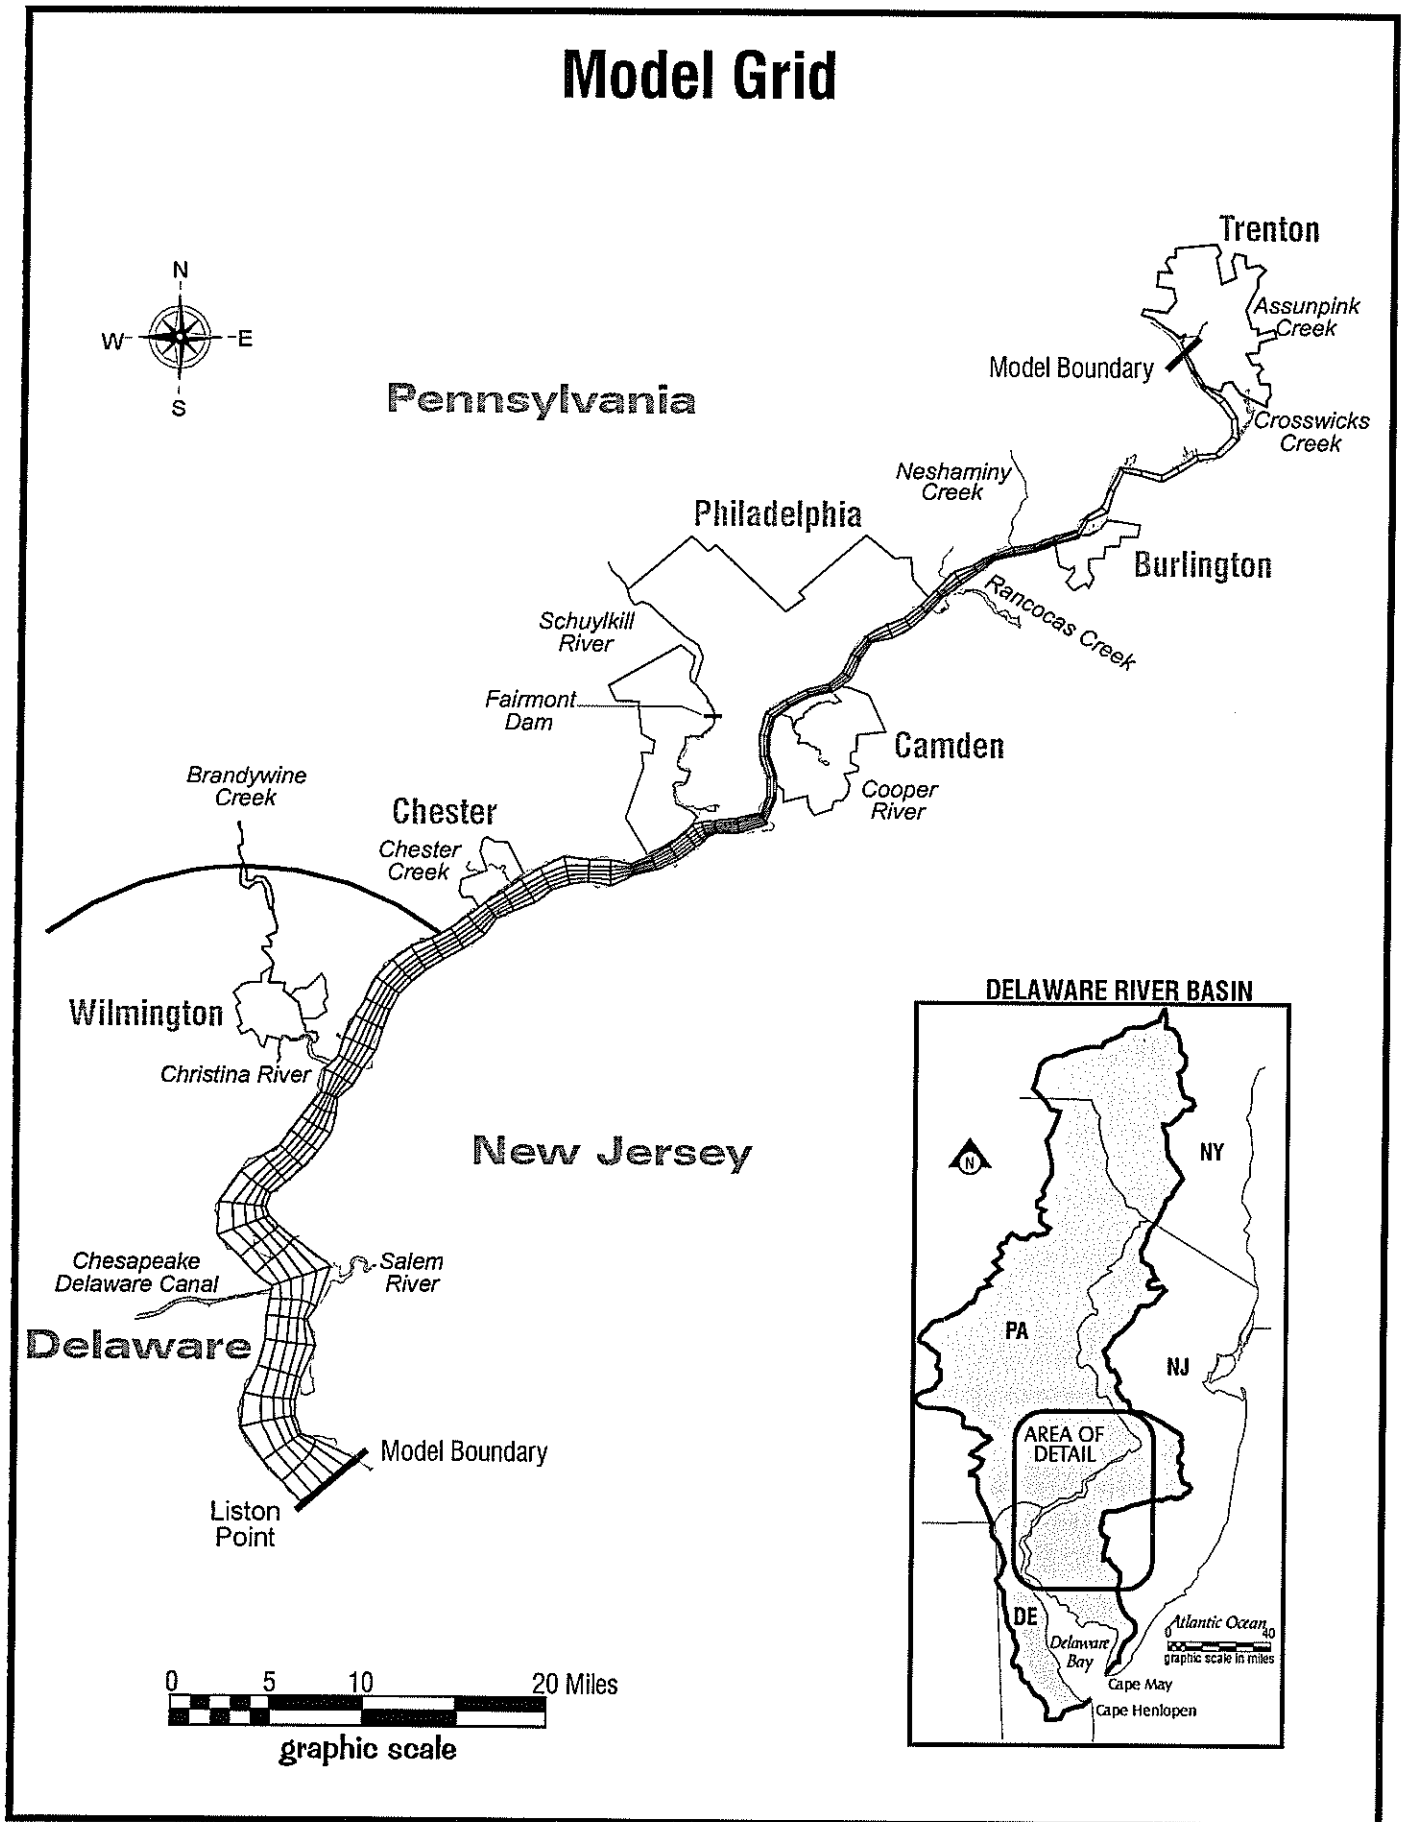 Model Grid
Trenton
Assunpink
Creek
N
W
E
S
Model Boundary
Pennsylvania
Crosswicks
Creek
Neshaminy
Creek
Philadelphia
Burlington
Rancocas Creek
Schuylkill
River
Fairmont
Dam
Camden
Cooper
River
Brandywine
Creek
Chester
Chester
Creek
Wilmington
Christina River
New Jersey
Chesapeake
Delaware Canal
Salem
River
Delaware
Model Boundary
Liston
Point
0 5 10 20 Miles
graphic scale
DELAWARE RIVER BASIN
N
NY
PA
NJ
AREA OF
DETAIL
DE
Delaware
Bay
Atlantic Ocean
0 40
graphic scale in miles
Cape May
Cape Henlopen